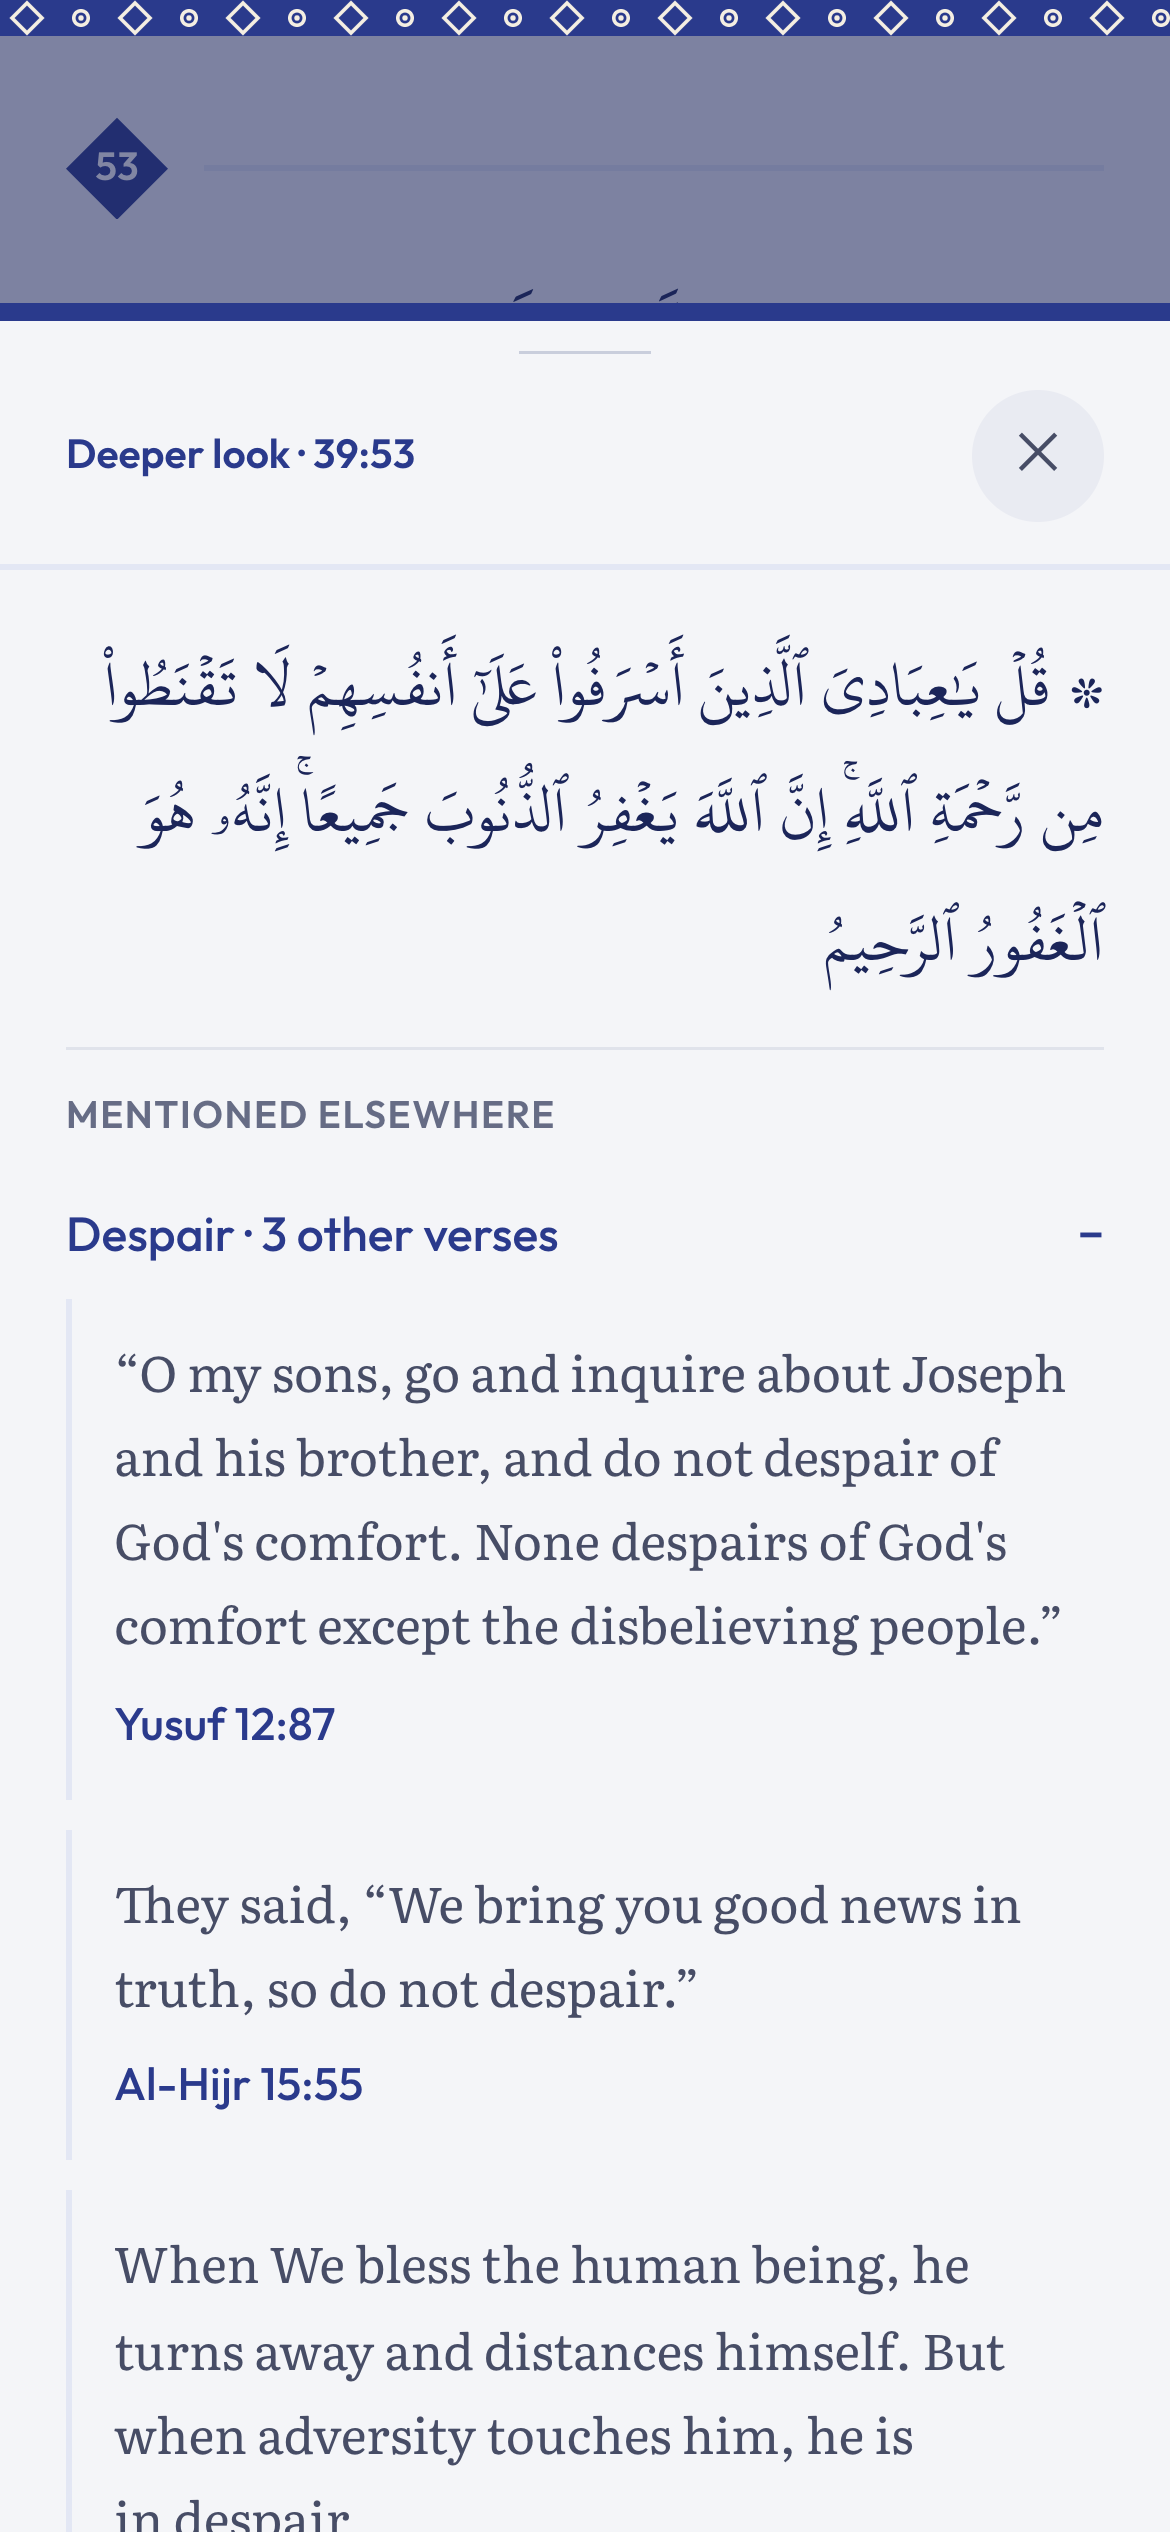 53
Deeper look · 39:53
۞ قُلۡ يَـٰعِبَادِىَ ٱلَّذِينَ أَسۡرَفُوا۟ عَلَىٰٓ أَنفُسِهِمۡ لَا تَقۡنَطُوا۟
مِن رَّحۡمَةِ ٱللَّهِۚ إِنَّ ٱللَّهَ يَغۡفِرُ ٱلذُّنُوبَ جَمِيعًاۚ إِنَّهُۥ هُوَ
ٱلۡغَفُورُ ٱلرَّحِيمُ
MENTIONED ELSEWHERE
Despair · 3 other verses –
“O my sons, go and inquire about Joseph
and his brother, and do not despair of
God's comfort. None despairs of God's
comfort except the disbelieving people.”
Yusuf 12:87
They said, “We bring you good news in
truth, so do not despair.”
Al-Hijr 15:55
When We bless the human being, he
turns away and distances himself. But
when adversity touches him, he is
in despair